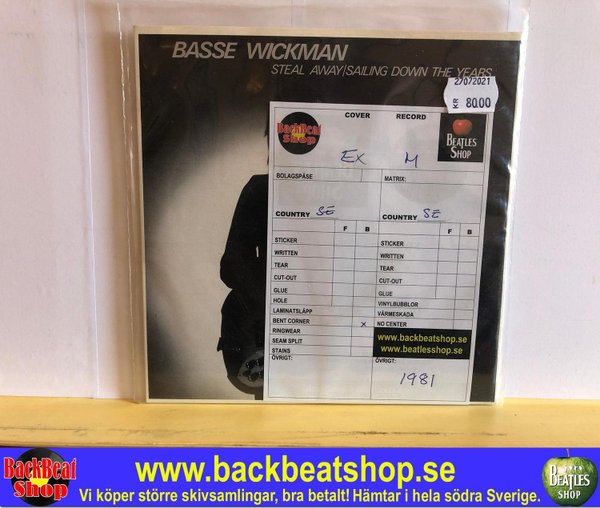 BASSE WICKMAN
STEAL AWAY/SAILING DOWN THE YEARS
27072021
KR 80.00
BackBeat
Shop
COVER RECORD
BEATLES
SHOP
EX M
BOLAGSPÅSE MATRIX:
COUNTRY SE COUNTRY SE
F B F B
STICKER STICKER
WRITTEN WRITTEN
TEAR TEAR
CUT-OUT CUT-OUT
GLUE GLUE
HOLE VINYLBUBBLOR
LAMINATSLÄPP VÄRMESKADA
BENT CORNER x NO CENTER
RINGWEAR
SEAM SPLIT
STAINS
www.backbeatshop.se
www.beatlesshop.se
ÖVRIGT: ÖVRIGT:
1981
BackBeat
Shop
www.backbeatshop.se
Vi köper större skivsamlingar, bra betalt! Hämtar i hela södra Sverige.
THE
BEATLES
SHOP